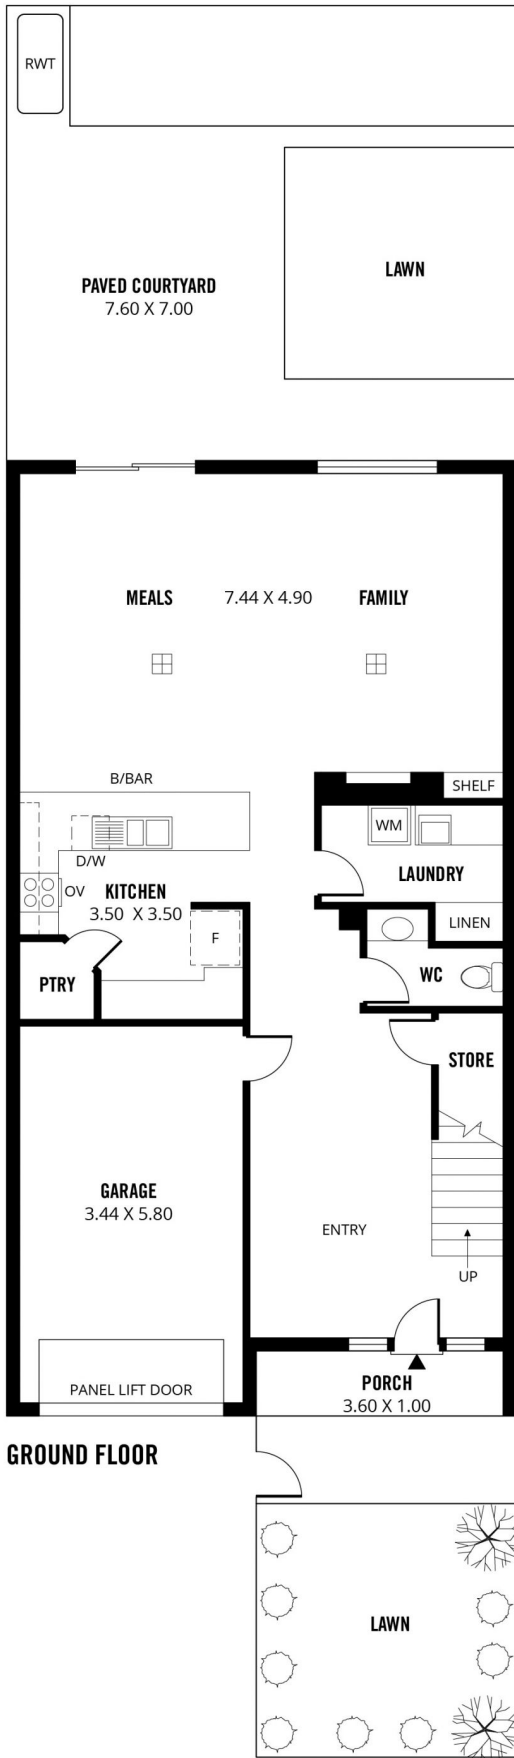 RWT
LAWN
PAVED COURTYARD
7.60 X 7.00
MEALS 7.44 X 4.90 FAMILY
B/BAR
SHELF
WM
D/W
LAUNDRY
OV
KITCHEN
3.50 X 3.50
LINEN
F
WC
PTRY
STORE
GARAGE
3.44 X 5.80
ENTRY
UP
PANEL LIFT DOOR
PORCH
3.60 X 1.00
GROUND FLOOR
LAWN